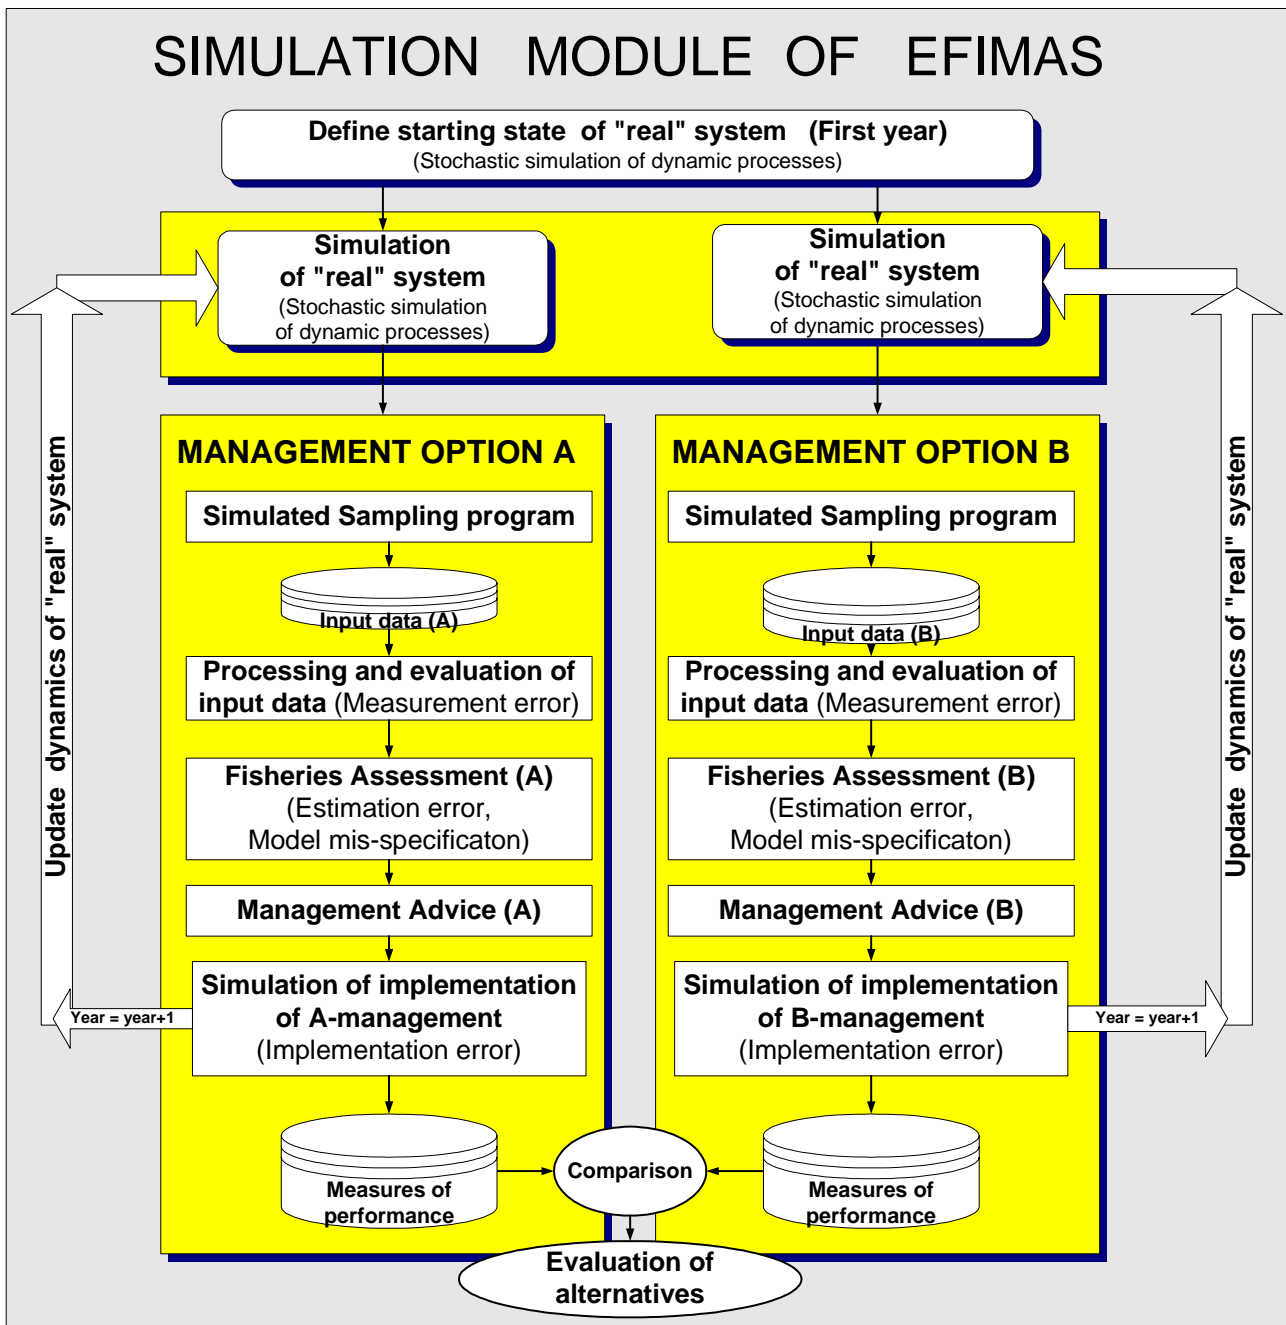 SIMULATION MODULE OF EFIMAS
Define starting state of "real" system (First year)
(Stochastic simulation of dynamic processes)
Simulation
of "real" system
(Stochastic simulation
of dynamic processes)
Simulation
of "real" system
(Stochastic simulation
of dynamic processes)
Update dynamics of "real" system
MANAGEMENT OPTION A
Simulated Sampling program
Input data (A)
Processing and evaluation of
input data (Measurement error)
Fisheries Assessment (A)
(Estimation error,
Model mis-specificaton)
Management Advice (A)
Simulation of implementation
of A-management
(Implementation error)
Year = year+1
Measures of
performance
MANAGEMENT OPTION B
Simulated Sampling program
Input data (B)
Processing and evaluation of
input data (Measurement error)
Fisheries Assessment (B)
(Estimation error,
Model mis-specificaton)
Management Advice (B)
Simulation of implementation
of B-management
(Implementation error)
Year = year+1
Measures of
performance
Update dynamics of "real" system
Comparison
Evaluation of
alternatives